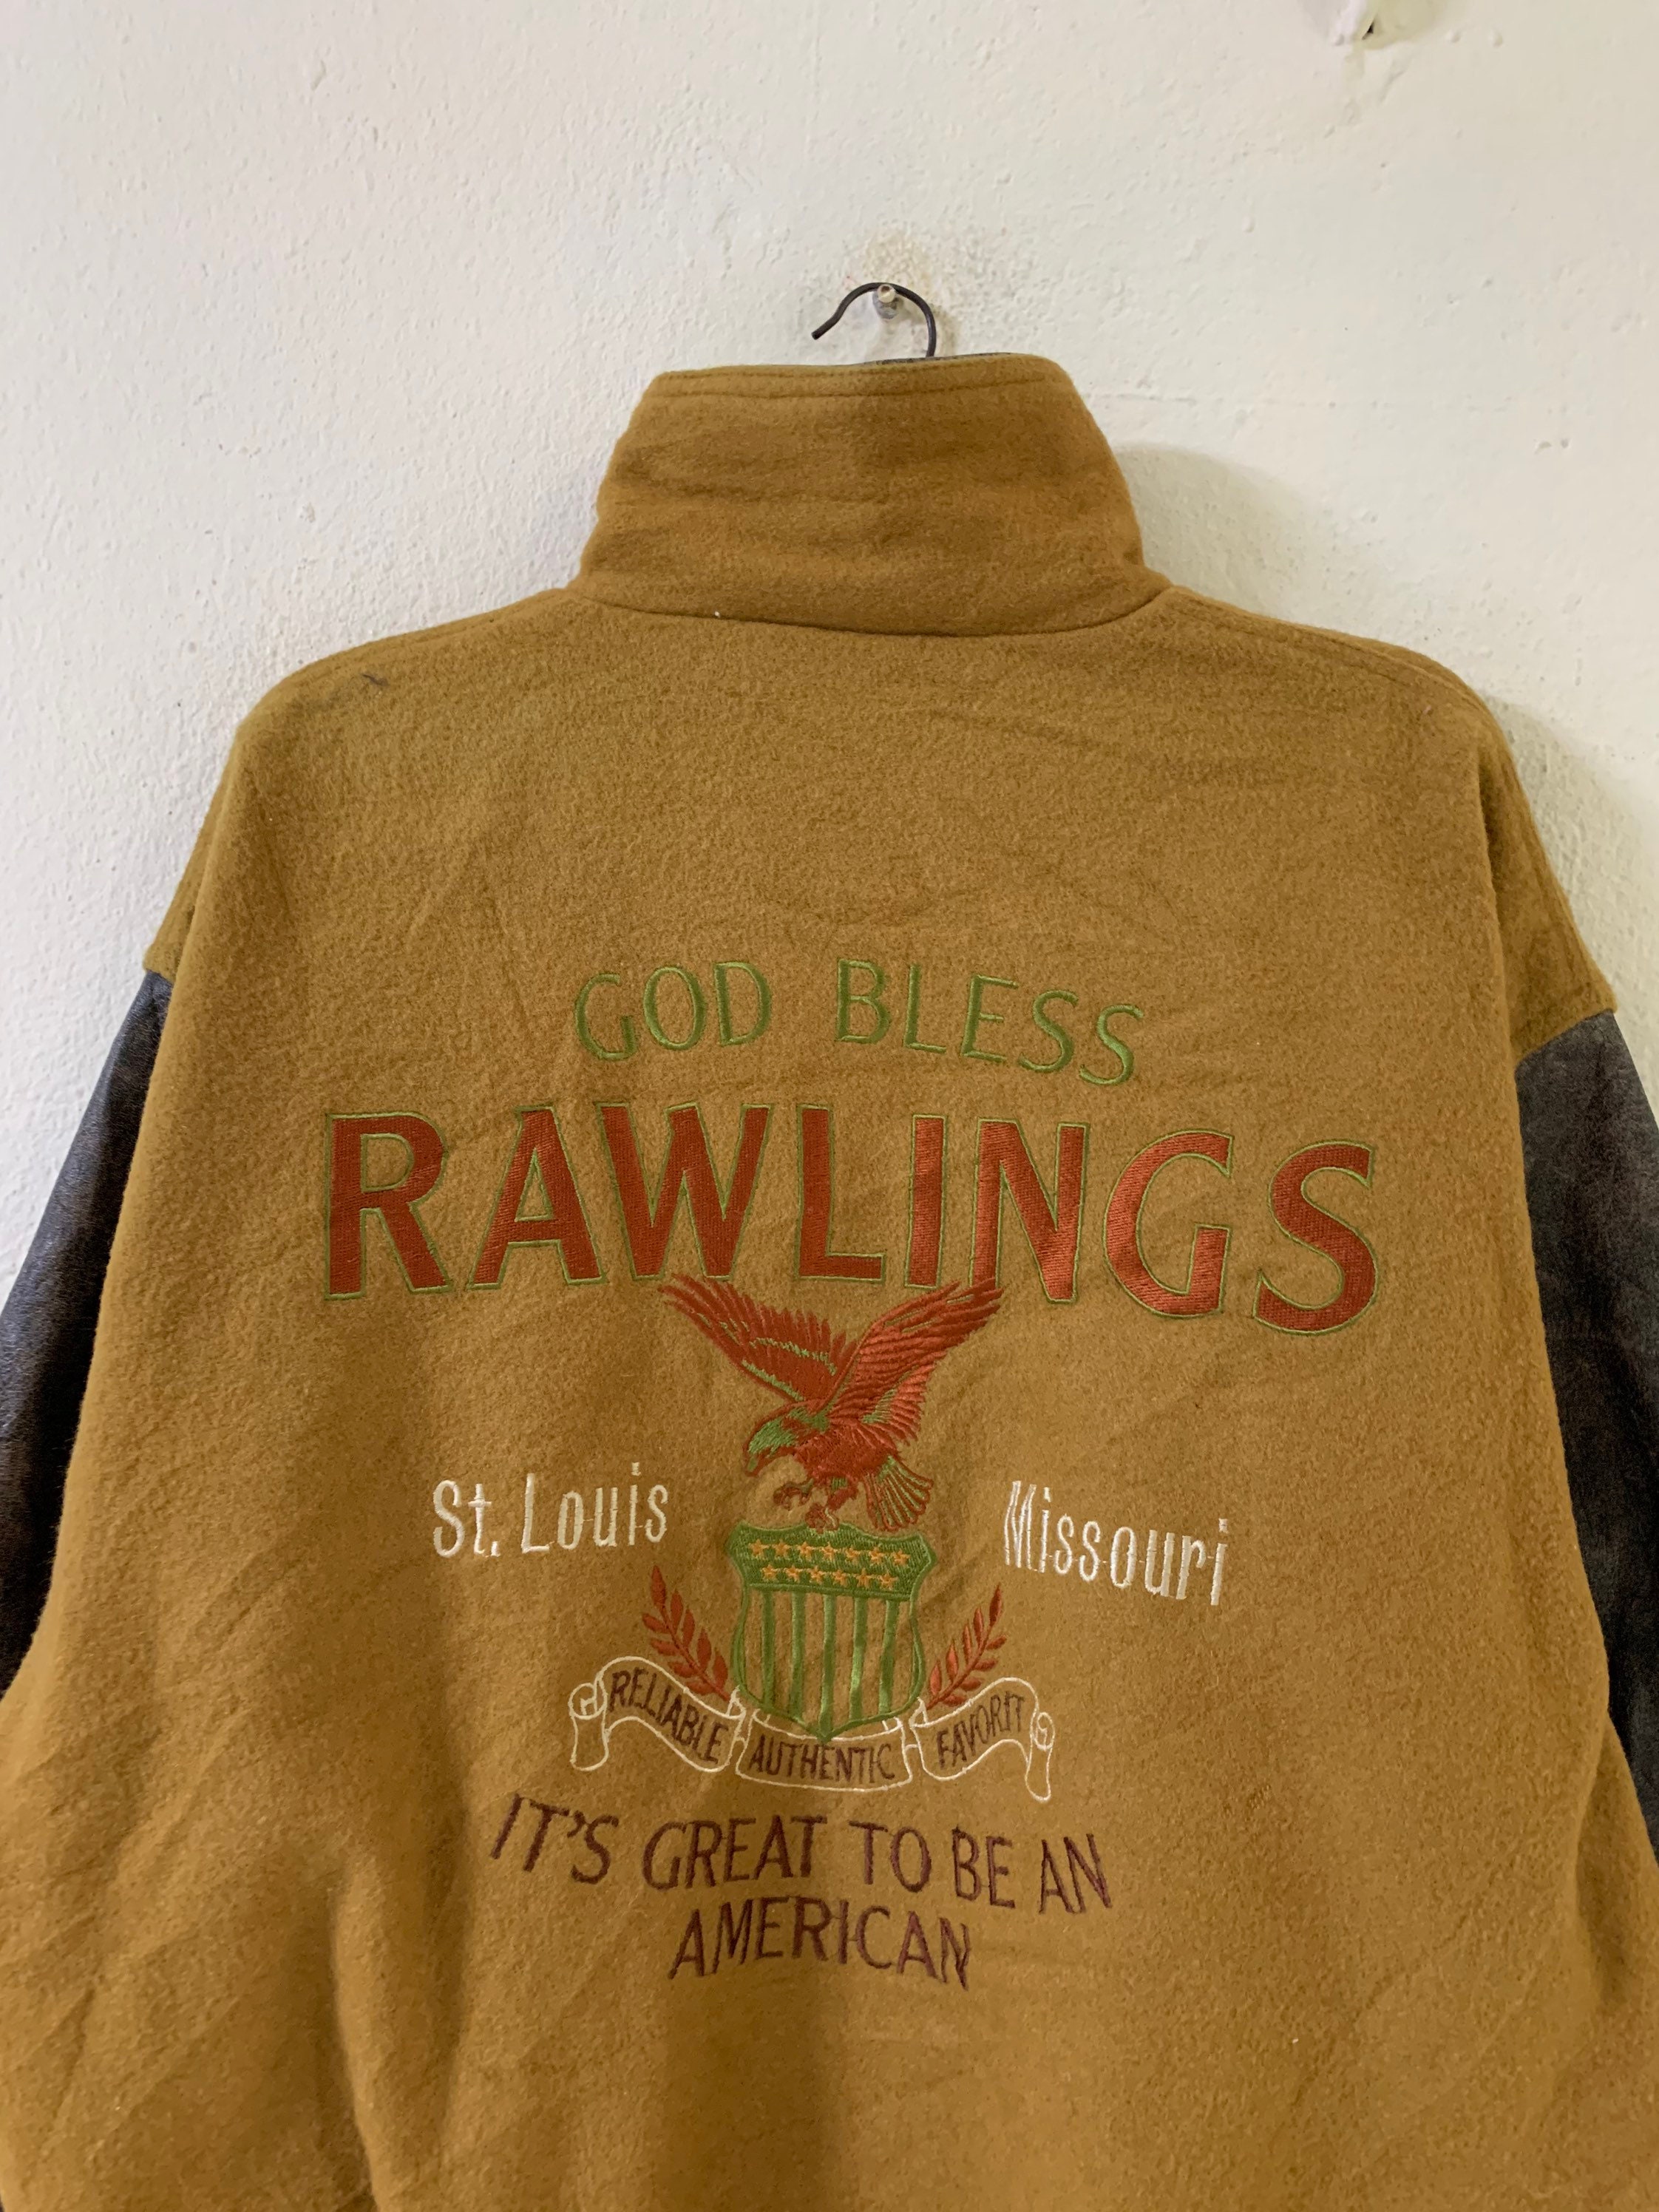 GOD BLESS
RAWLINGS
St. Louis
Missouri
RELIABLE
AUTHENTIC
FAVORIT
IT'S GREAT TO BE AN
AMERICAN